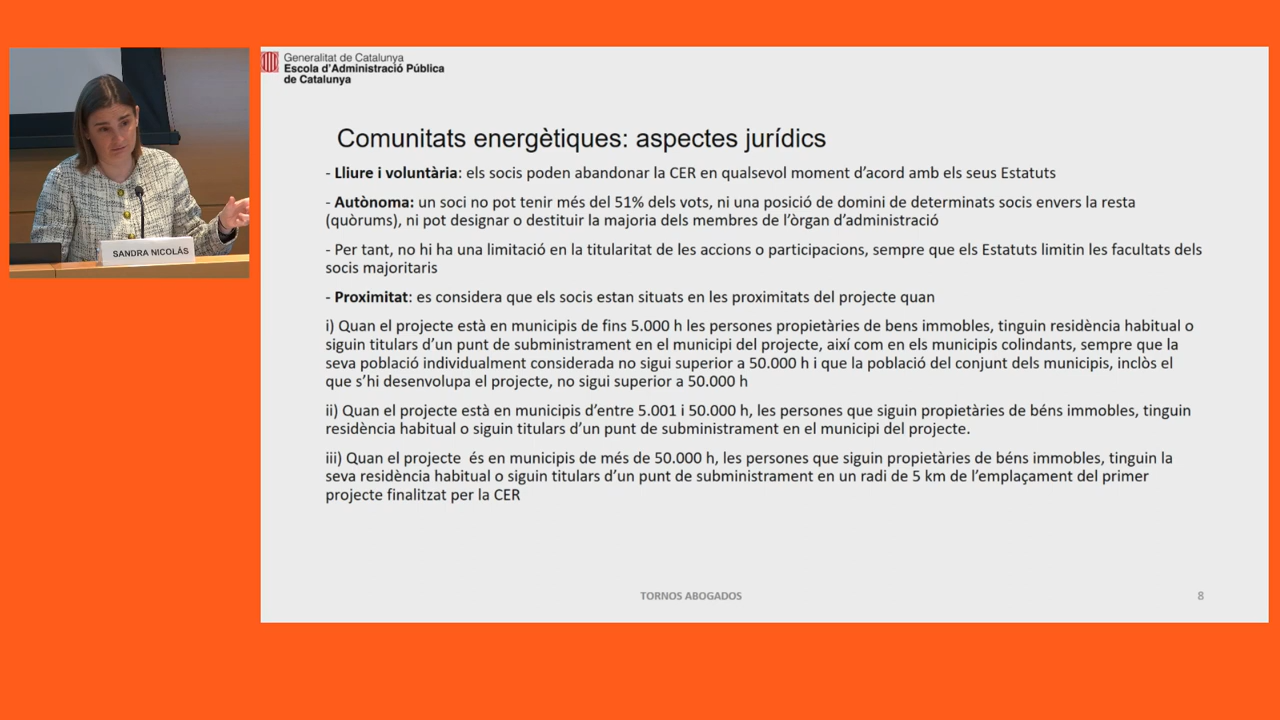 Generalitat de Catalunya
Escola d'Administració Pública
de Catalunya
SANDRA NICOLÁS
Comunitats energètiques: aspectes jurídics
- Lliure i voluntària: els socis poden abandonar la CER en qualsevol moment d'acord amb els seus Estatuts
- Autònoma: un soci no pot tenir més del 51% dels vots, ni una posició de domini de determinats socis envers la resta
(quòrums), ni pot designar o destituir la majoria dels membres de l'òrgan d'administració
- Per tant, no hi ha una limitació en la titularitat de les accions o participacions, sempre que els Estatuts limitin les facultats dels
socis majoritaris
- Proximitat: es considera que els socis estan situats en les proximitats del projecte quan
i) Quan el projecte està en municipis de fins 5.000 h les persones propietàries de bens immobles, tinguin residència habitual o
siguin titulars d'un punt de subministrament en el municipi del projecte, així com en els municipis colindants, sempre que la
seva població individualment considerada no sigui superior a 50.000 h i que la població del conjunt dels municipis, inclòs el
que s'hi desenvolupa el projecte, no sigui superior a 50.000 h
ii) Quan el projecte està en municipis d'entre 5.001 i 50.000 h, les persones que siguin propietàries de béns immobles, tinguin
residència habitual o siguin titulars d'un punt de subministrament en el municipi del projecte.
iii) Quan el projecte  és en municipis de més de 50.000 h, les persones que siguin propietàries de béns immobles, tinguin la
seva residència habitual o siguin titulars d'un punt de subministrament en un radi de 5 km de l'emplaçament del primer
projecte finalitzat per la CER
TORNOS ABOGADOS
8